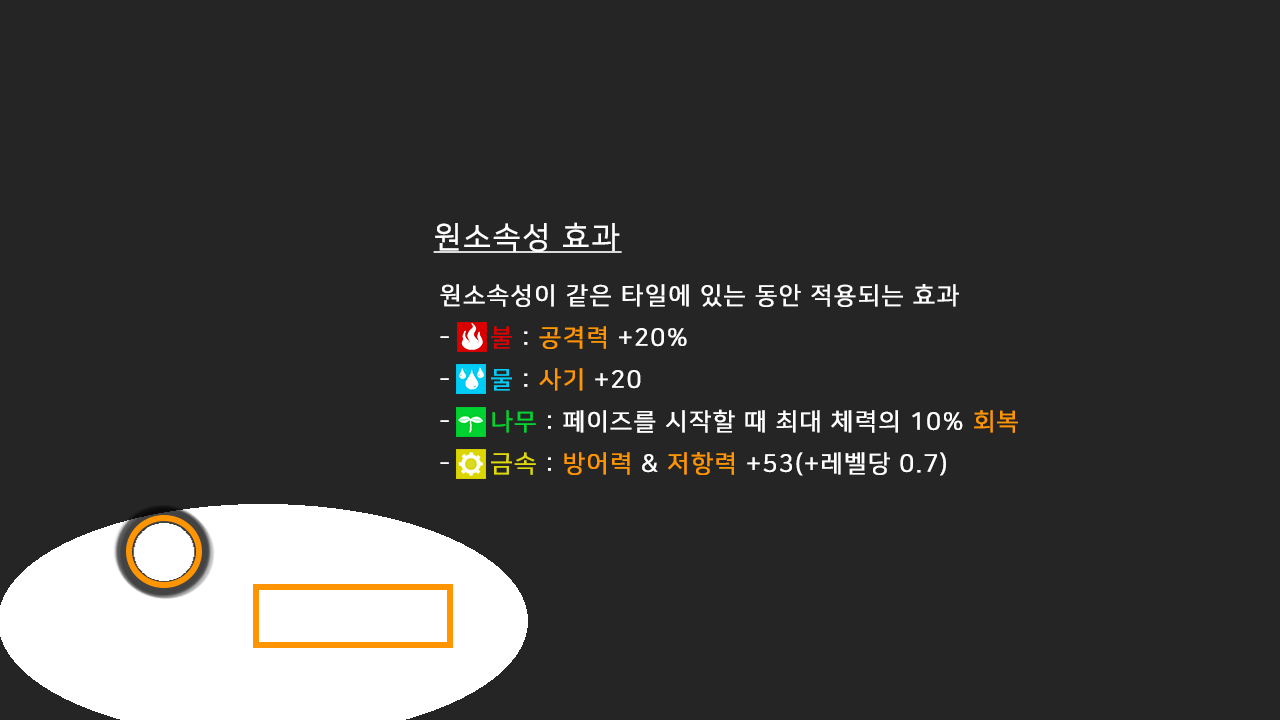 원소속성 효과
원소속성이 같은 타일에 있는 동안 적용되는 효과
- 불 : 공격력 +20%
- 물 : 사기 +20
- 나무 : 페이즈를 시작할 때 최대 체력의 10% 회복
- 금속 : 방어력 & 저항력 +53(+레벨당 0.7)